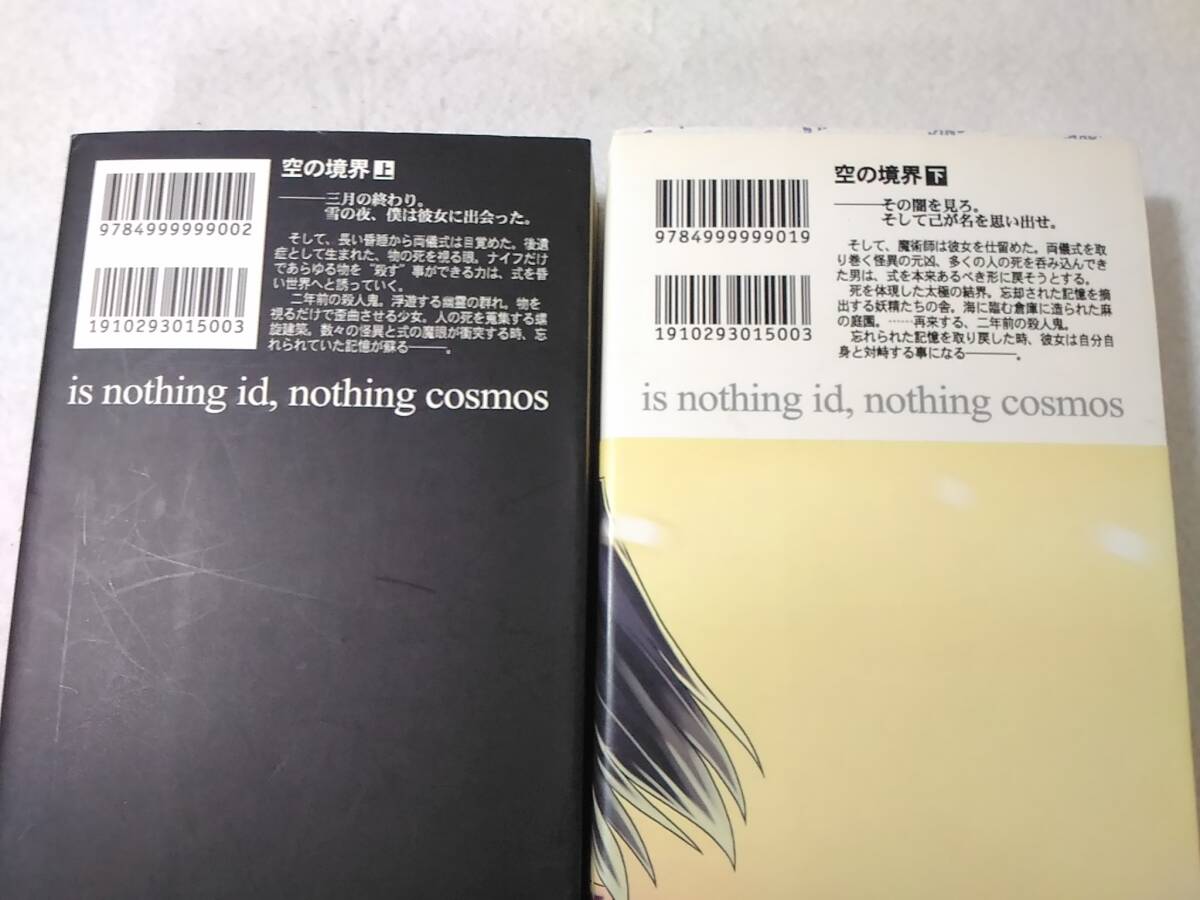 空の境界 上
9784999999002
――三月の終わり。
雪の夜、僕は彼女に出会った。
そして、長い昏睡から両儀式は目覚めた。後遺
症として生まれた、物の死を視る眼。ナイフだけ
であらゆる物を〝殺す〟事ができる力は、式を昏
い世界へと誘っていく。
二年前の殺人鬼。浮遊する幽霊の群れ。物を
視るだけで歪曲させる少女。人の死を蒐集する螺
旋建築。数々の怪異と式の魔眼が衝突する時、忘
れられていた記憶が蘇る――。
1910293015003
is nothing id, nothing cosmos
空の境界 下
9784999999019
――その闇を見ろ。
そして己が名を思い出せ。
そして、魔術師は彼女を仕留めた。両儀式を取
り巻く怪異の元凶、多くの人の死を呑み込んできた
男は、式を本来あるべき形に戻そうとする。
死を体現した太極の結界。忘却された記憶を摘
出する妖精たちの舎。海に臨む倉庫に造られた麻
の庭園。……再来する、二年前の殺人鬼。
忘れられた記憶を取り戻した時、彼女は自分自
身と対峙する事になる――。
1910293015003
is nothing id, nothing cosmos